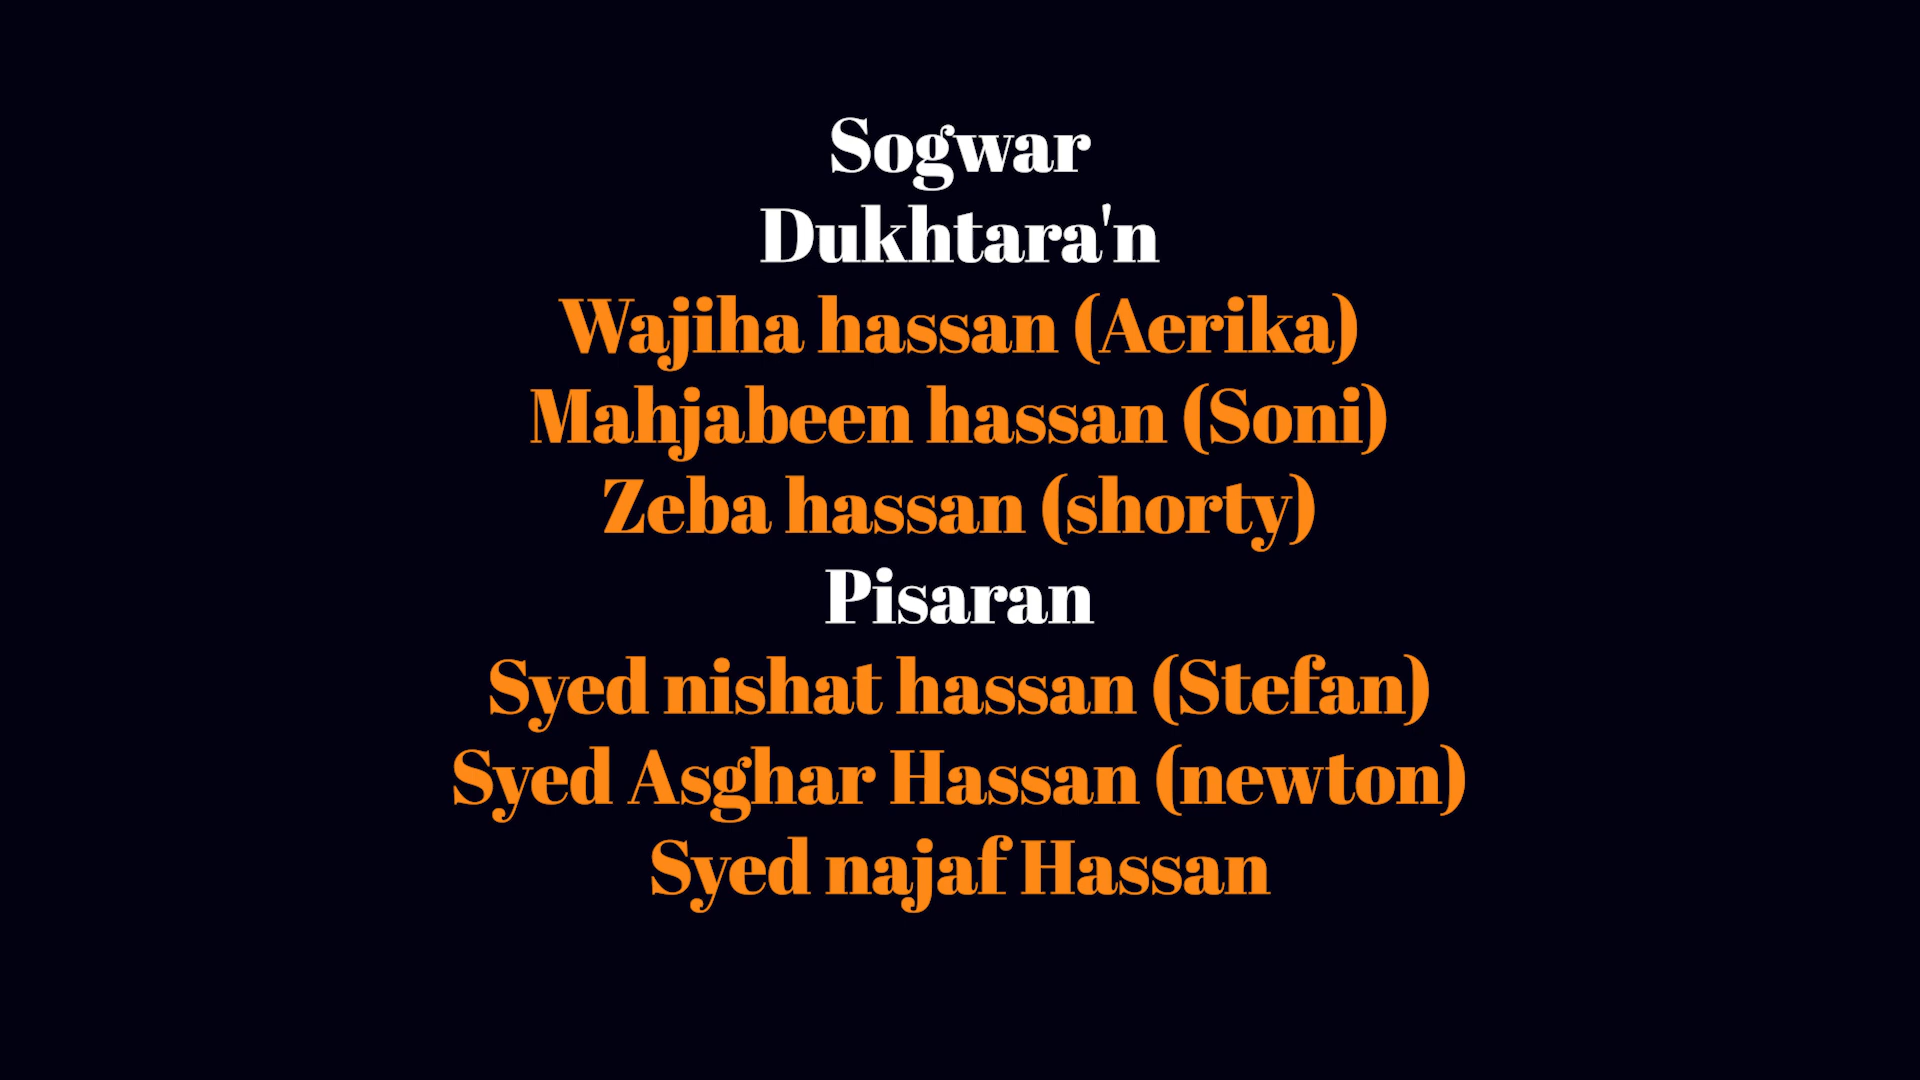 Sogwar
Dukhtara'n
Wajiha hassan (Aerika)
Mahjabeen hassan (Soni)
Zeba hassan (shorty)
Pisaran
Syed nishat hassan (Stefan)
Syed Asghar Hassan (newton)
Syed najaf Hassan